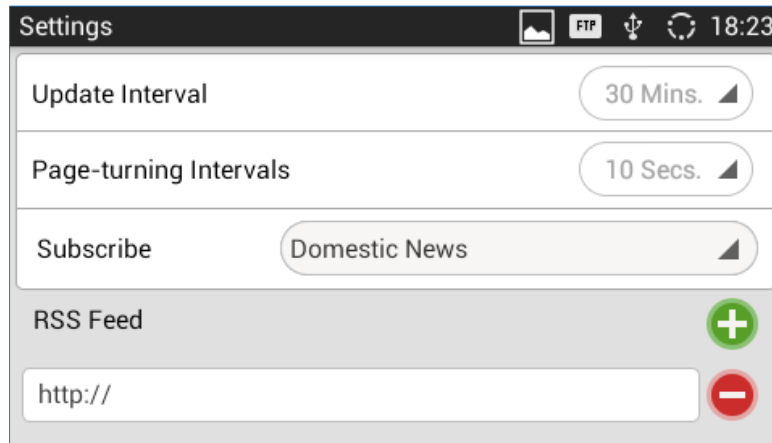 Settings FTP 18:23
Update Interval 30 Mins.
Page-turning Intervals 10 Secs.
Subscribe Domestic News
RSS Feed
http://